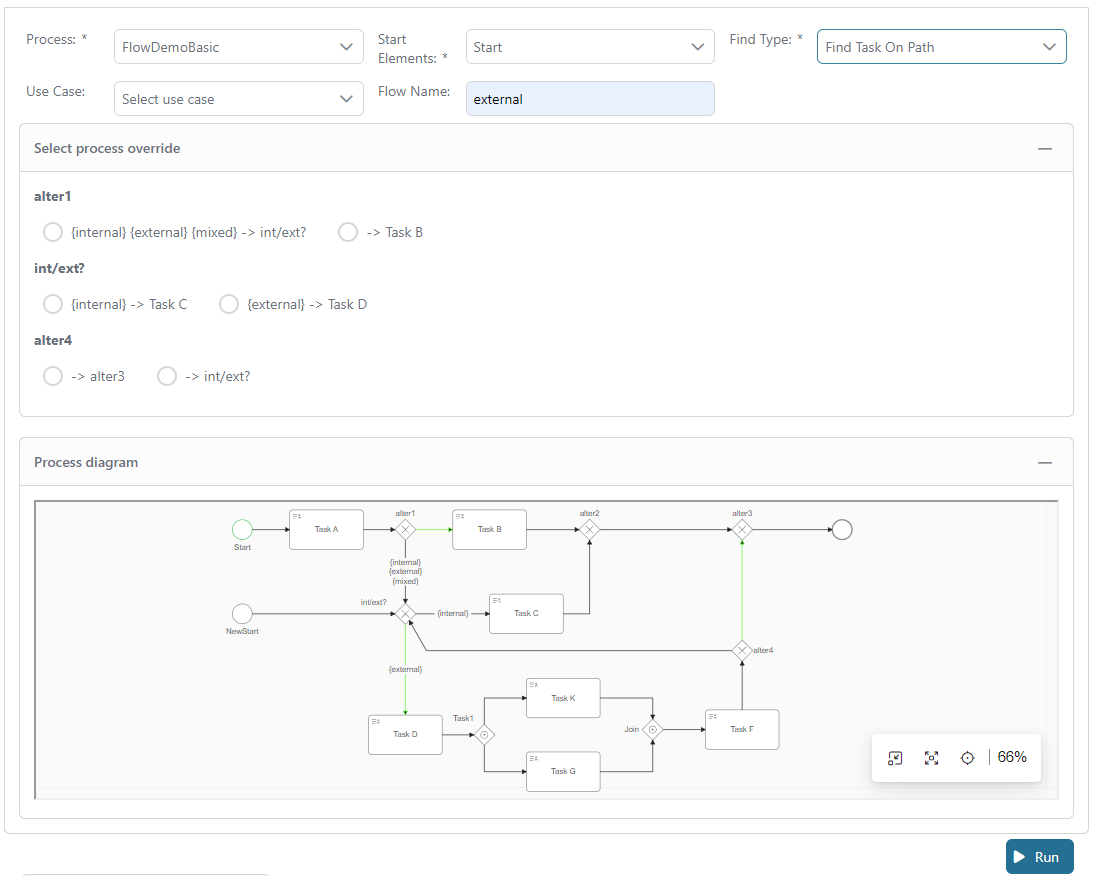 Process: * FlowDemoBasic Start Elements: * Start Find Type: * Find Task On Path
Use Case: Select use case Flow Name: external
Select process override
alter1
{internal} {external} {mixed} -> int/ext? -> Task B
int/ext?
{internal} -> Task C {external} -> Task D
alter4
-> alter3 -> int/ext?
Process diagram
alter1 alter2 alter3
Task A Task B
Start
{internal}
{external}
{mixed}
int/ext?
{internal} Task C
NewStart
alter4
{external}
Task K
Task1
Task D Join Task F
Task G
66%
Run